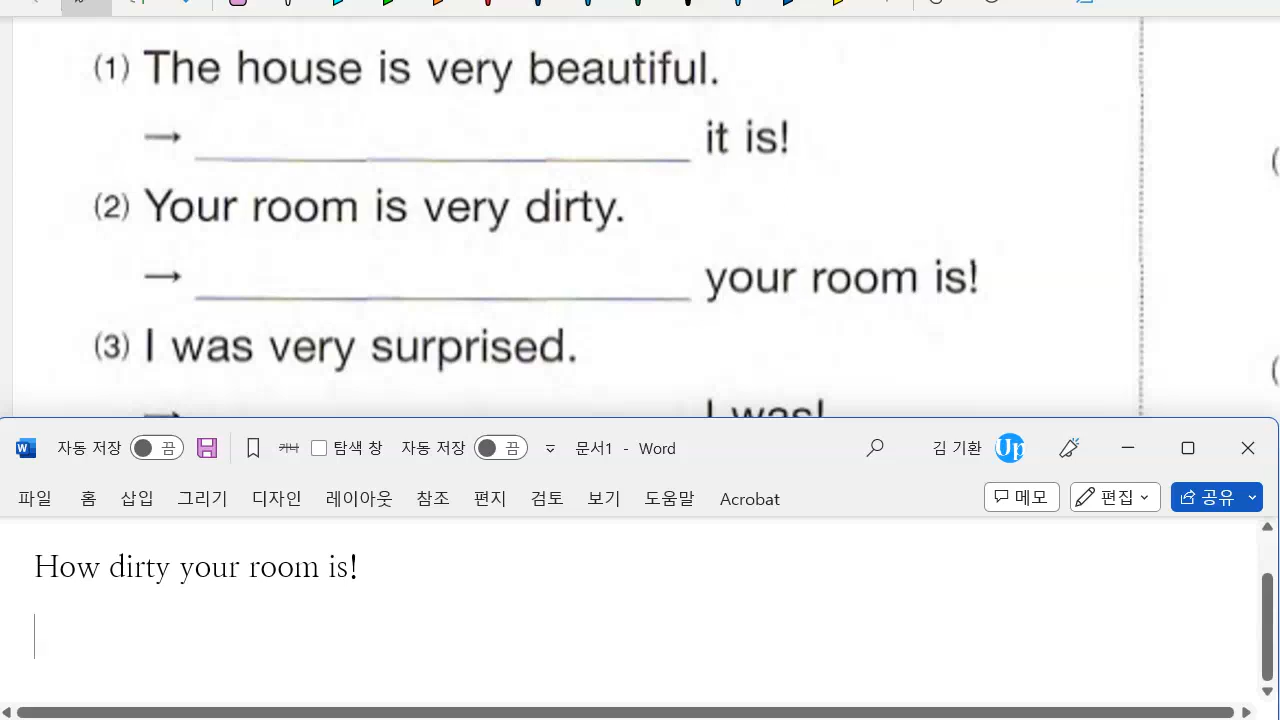 (1) The house is very beautiful.
→ it is!
(2) Your room is very dirty.
→ your room is!
(3) I was very surprised.
→ I was!
자동 저장 끔 가나 탐색 창 자동 저장 끔 문서1 - Word 김 기환 Up
파일 홈 삽입 그리기 디자인 레이아웃 참조 편지 검토 보기 도움말 Acrobat 메모 편집 공유
How dirty your room is!